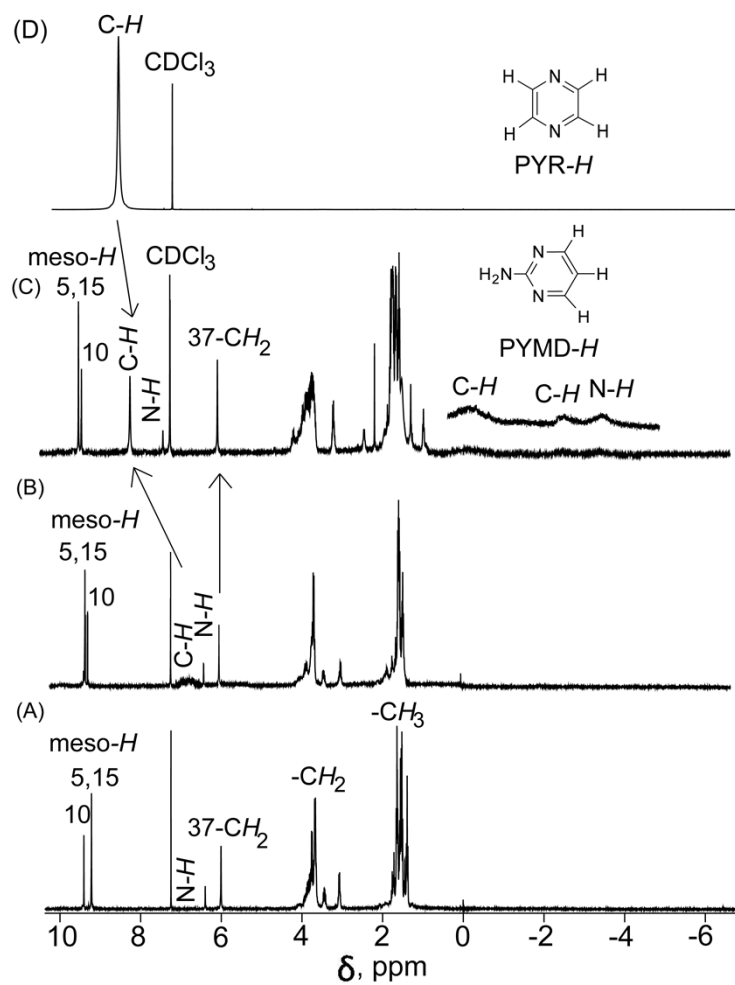 (D)
C-H
CDCl3
H
N
H
H
N
H
PYR-H
(C)
meso-H
5,15
10
C-H
N-H
CDCl3
37-CH2
H2N
N
N
H
H
H
PYMD-H
C-H
C-H
N-H
(B)
meso-H
5,15
10
C-H
N-H
(A)
meso-H
5,15
10
N-H
37-CH2
-CH2
-CH3
10 8 6 4 2 0 -2 -4 -6
δ, ppm